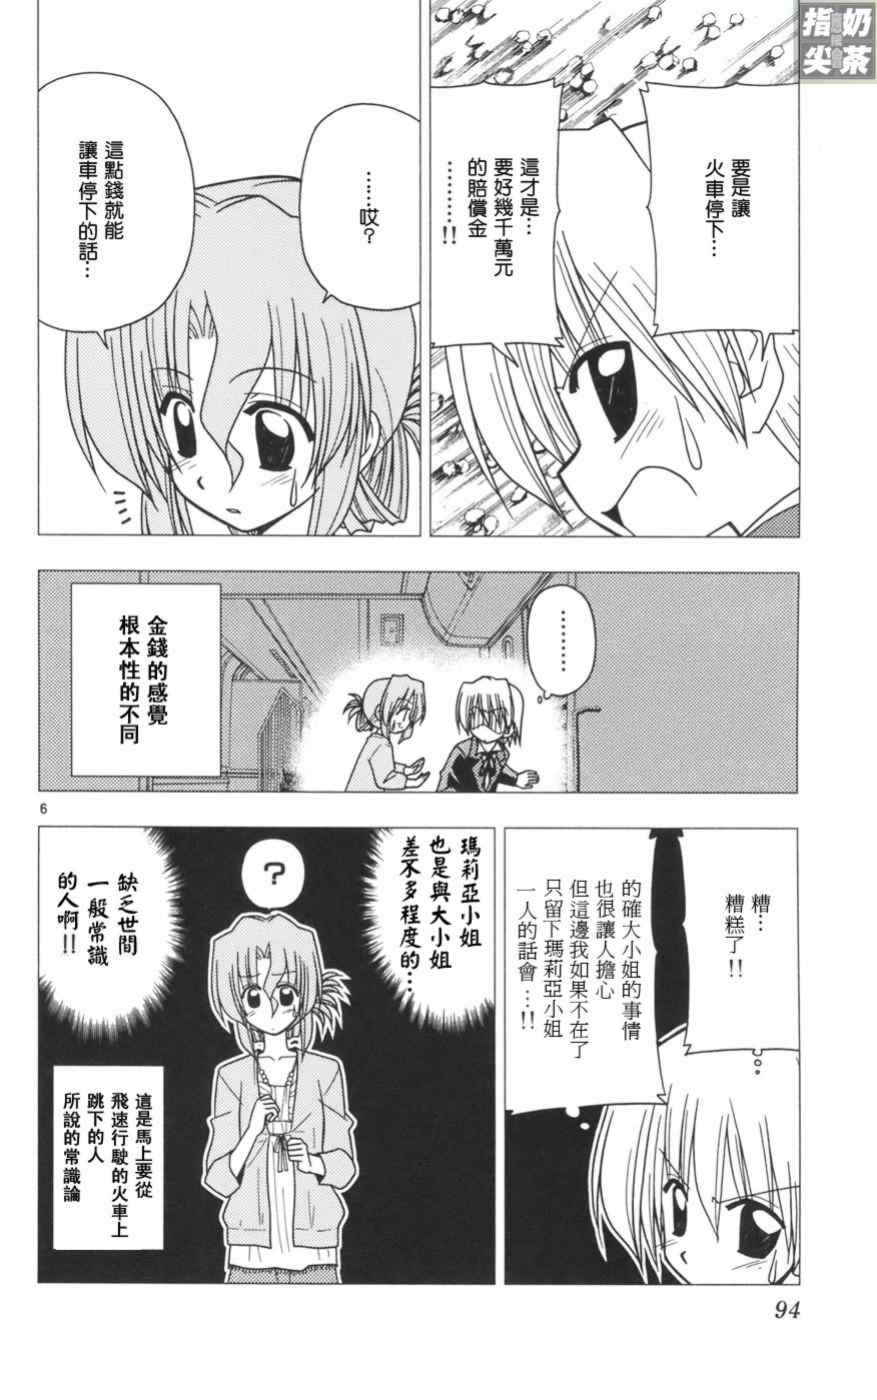 要是讓
火車停下…
這才是…
要好幾千萬元
的賠償金
………!!
……哎？
這點錢就能
讓車停下的話…
………
金錢的感覺
根本性的不同
6
糟…
糟糕了!!
的確大小姐的事情
也很讓人擔心
但這邊我如果不在了
只留下瑪莉亞小姐
一人的話會…!!
瑪莉亞小姐
也是與大小姐
差不多程度的…
？
缺乏世間
一般常識
的人啊!!
這是馬上要從
飛速行駛的火車上
跳下的人
所說的常識論
94
指尖
奶茶